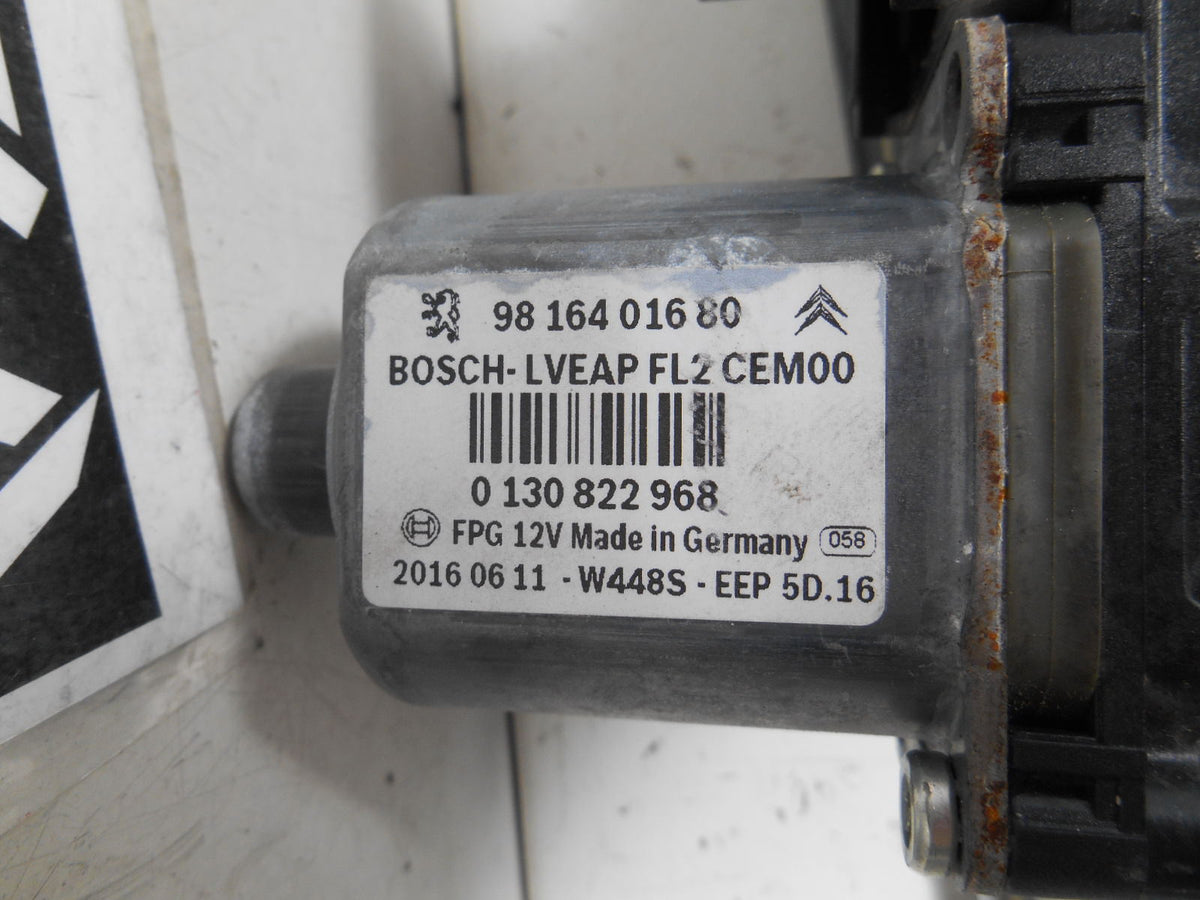 98 164 016 80
BOSCH- LVEAP FL2 CEM00
0 130 822 968
FPG 12V Made in Germany 058
2016 06 11 - W448S - EEP 5D.16